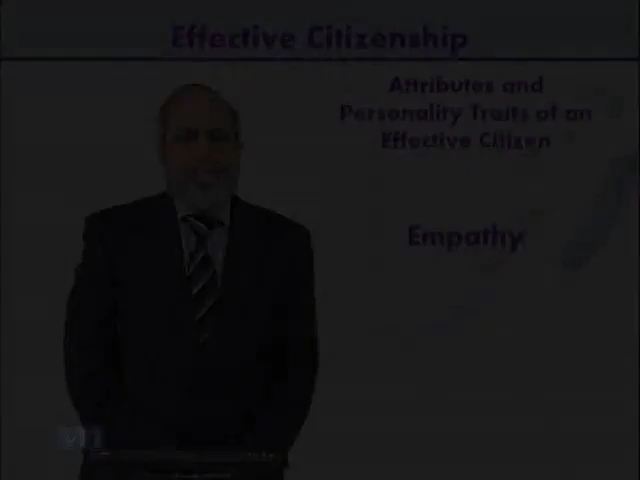 Effective Citizenship
Attributes and
Personality Traits of an
Effective Citizen
Empathy